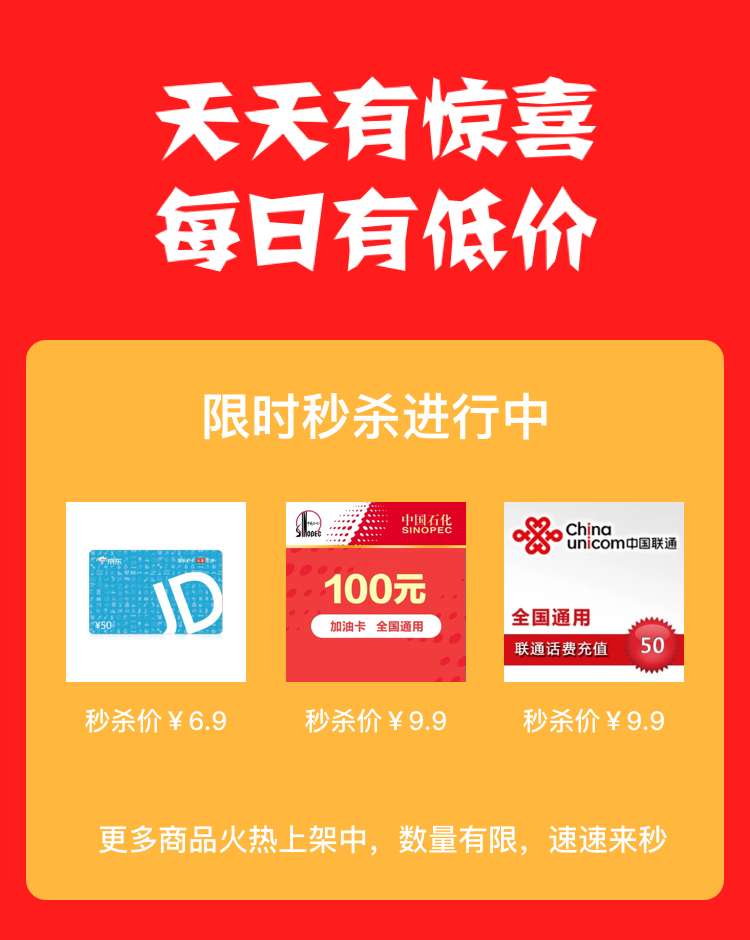 天天有惊喜
每日有低价
限时秒杀进行中
京东
JD
¥50
SINOPEC
中国石化
SINOPEC
100元
加油卡 全国通用
China
unicom中国联通
全国通用
联通话费充值
50
秒杀价￥6.9
秒杀价￥9.9
秒杀价￥9.9
更多商品火热上架中，数量有限，速速来秒